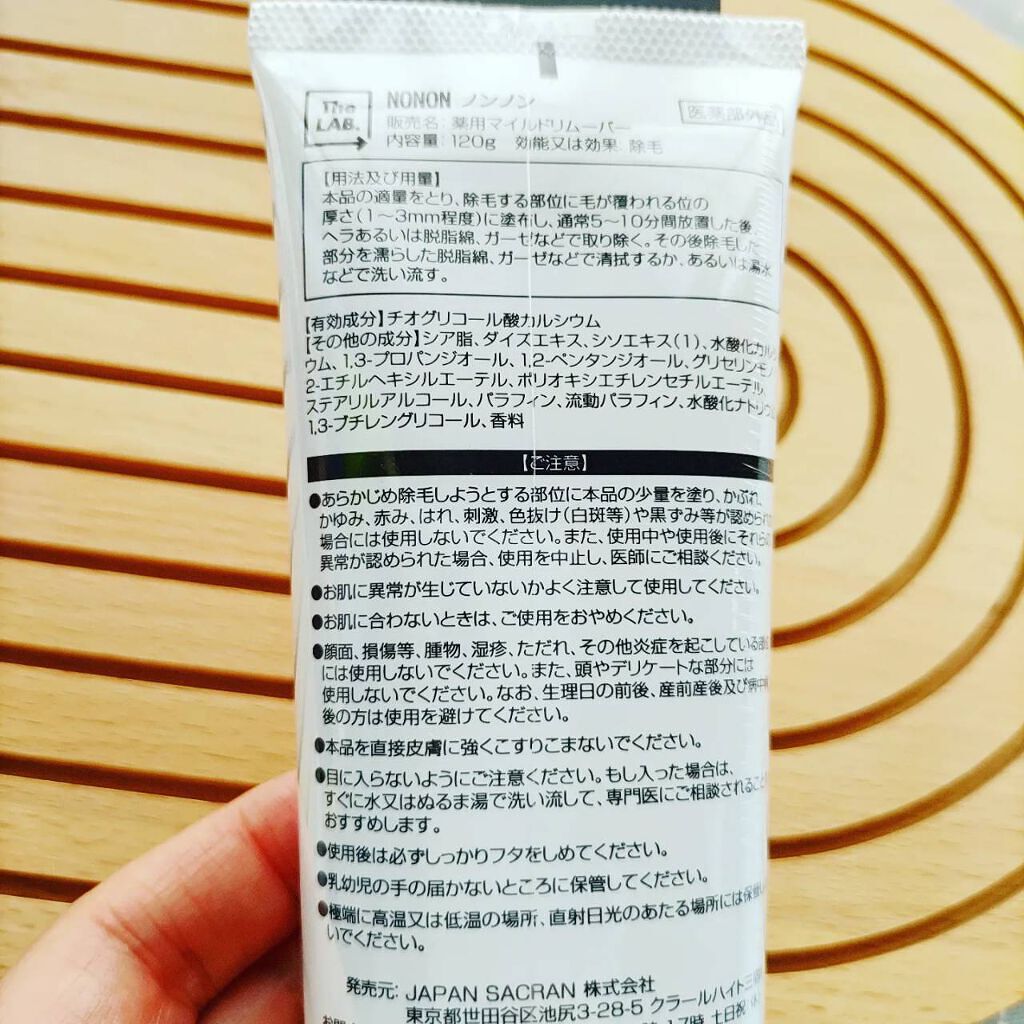 The
LAB.
NONON ノンノン
医薬部外品
販売名:薬用マイルドリムーバー
内容量:120g 効能又は効果:除毛
【用法及び用量】
本品の適量をとり、除毛する部位に毛が覆われる位の
厚さ(1〜3mm程度)に塗布し、通常5〜10分間放置した後、
ヘラあるいは脱脂綿、ガーゼなどで取り除く。その後除毛した
部分を濡らした脱脂綿、ガーゼなどで清拭するか、あるいは湯水
などで洗い流す。
【有効成分】チオグリコール酸カルシウム
【その他の成分】シア脂、ダイズエキス、シソエキス(1)、水酸化カルシ
ウム、1,3-プロパンジオール、1,2-ペンタンジオール、グリセリンモノ
2-エチルヘキシルエーテル、ポリオキシエチレンセチルエーテル、
ステアリルアルコール、パラフィン、流動パラフィン、水酸化ナトリウム、
1,3-ブチレングリコール、香料
【ご注意】
●あらかじめ除毛しようとする部位に本品の少量を塗り、かぶれ、
かゆみ、赤み、はれ、刺激、色抜け(白斑等)や黒ずみ等が認められた
場合には使用しないでください。また、使用中や使用後にそれらの
異常が認められた場合、使用を中止し、医師にご相談ください。
●お肌に異常が生じていないかよく注意して使用してください。
●お肌に合わないときは、ご使用をおやめください。
●顔面、損傷等、腫物、湿疹、ただれ、その他炎症を起こしている部位
には使用しないでください。また、頭やデリケートな部分には
使用しないでください。なお、生理日の前後、産前産後及び病中病
後の方は使用を避けてください。
●本品を直接皮膚に強くこすりこまないでください。
●目に入らないようにご注意ください。もし入った場合は、
すぐに水又はぬるま湯で洗い流して、専門医にご相談されることを
おすすめします。
●使用後は必ずしっかりフタをしめてください。
●乳幼児の手の届かないところに保管してください。
●極端に高温又は低温の場所、直射日光のあたる場所には保管しな
いでください。
発売元:JAPAN SACRAN 株式会社
東京都世田谷区池尻3-28-5 クラールハイト三宿
17時 土日祝